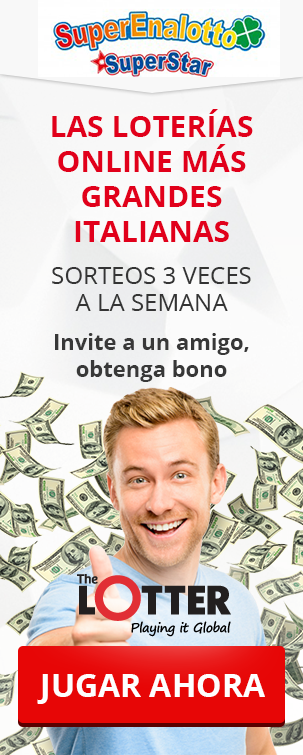 SuperEnalotto
SuperStar
LAS LOTERÍAS
ONLINE MÁS
GRANDES
ITALIANAS
SORTEOS 3 VECES
A LA SEMANA
Invite a un amigo,
obtenga bono
The
LOTTER
Playing it Global
JUGAR AHORA